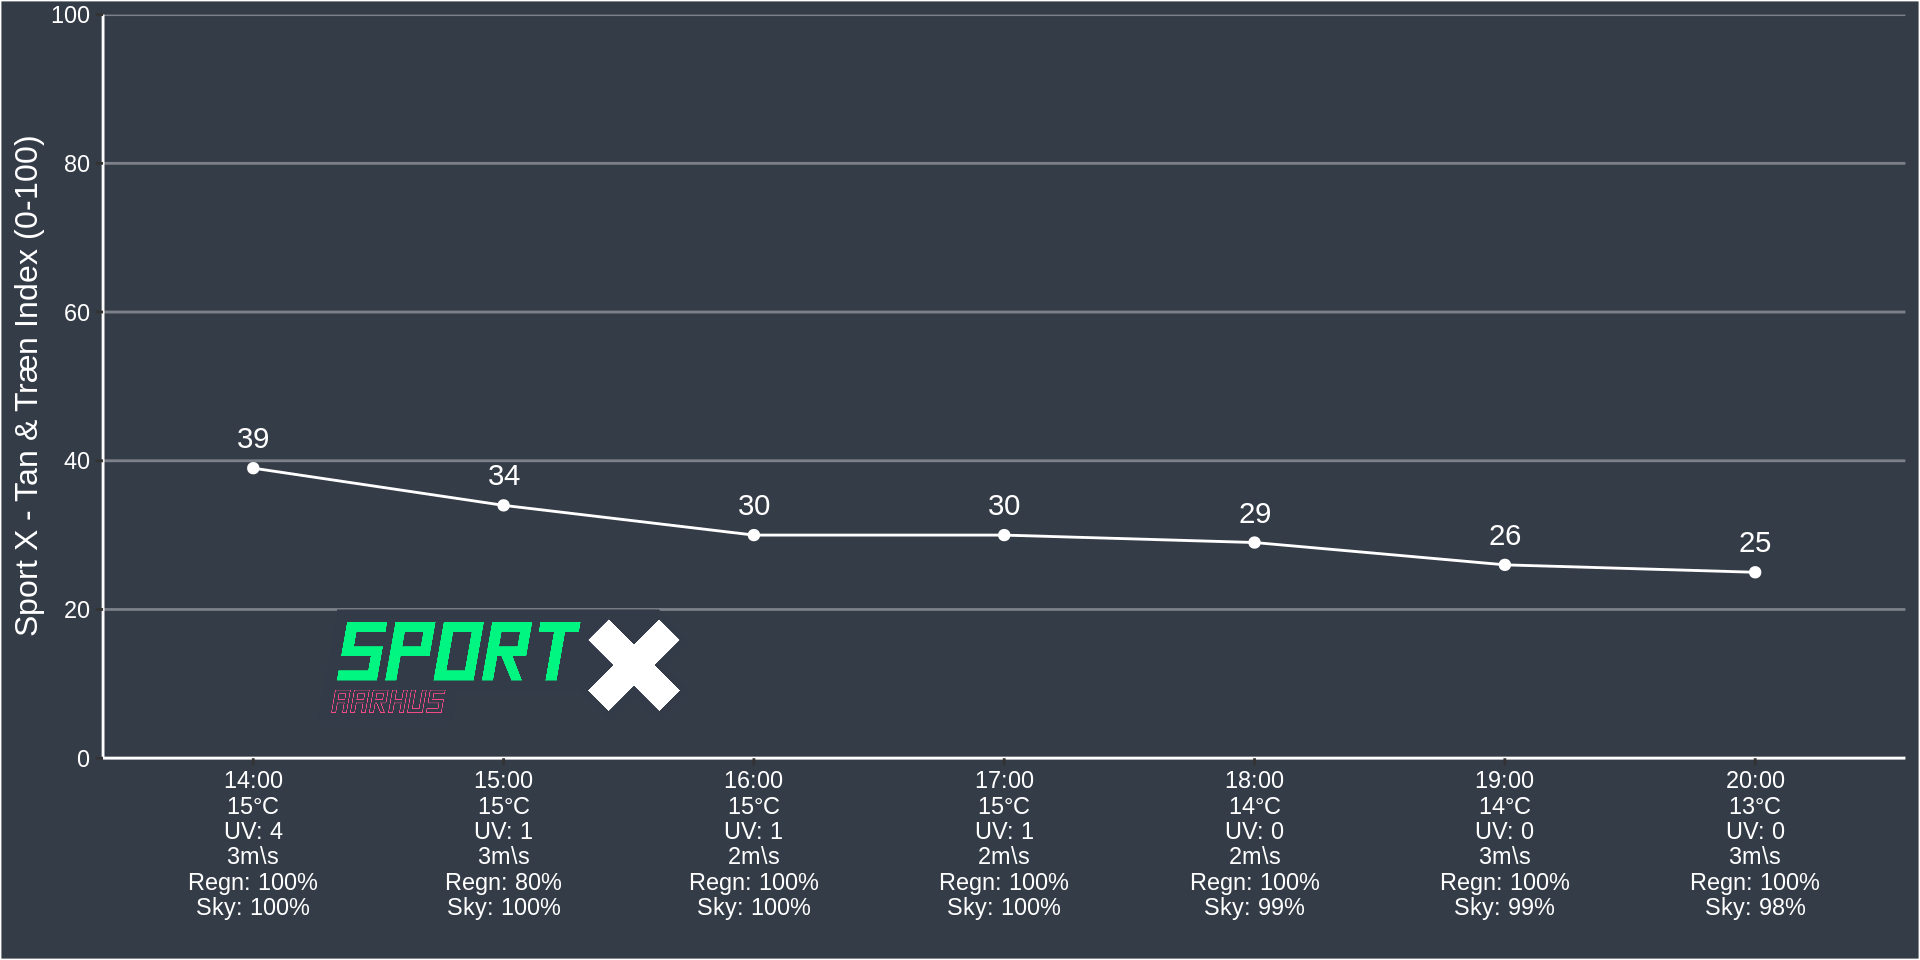 Sport X - Tan & Træn Index (0-100)
100
80
60
40
20
0
39
34
30
30
29
26
25
SPORT X
AARHUS
14:00
15°C
UV: 4
3m\s
Regn: 100%
Sky: 100%
15:00
15°C
UV: 1
3m\s
Regn: 80%
Sky: 100%
16:00
15°C
UV: 1
2m\s
Regn: 100%
Sky: 100%
17:00
15°C
UV: 1
2m\s
Regn: 100%
Sky: 100%
18:00
14°C
UV: 0
2m\s
Regn: 100%
Sky: 99%
19:00
14°C
UV: 0
3m\s
Regn: 100%
Sky: 99%
20:00
13°C
UV: 0
3m\s
Regn: 100%
Sky: 98%